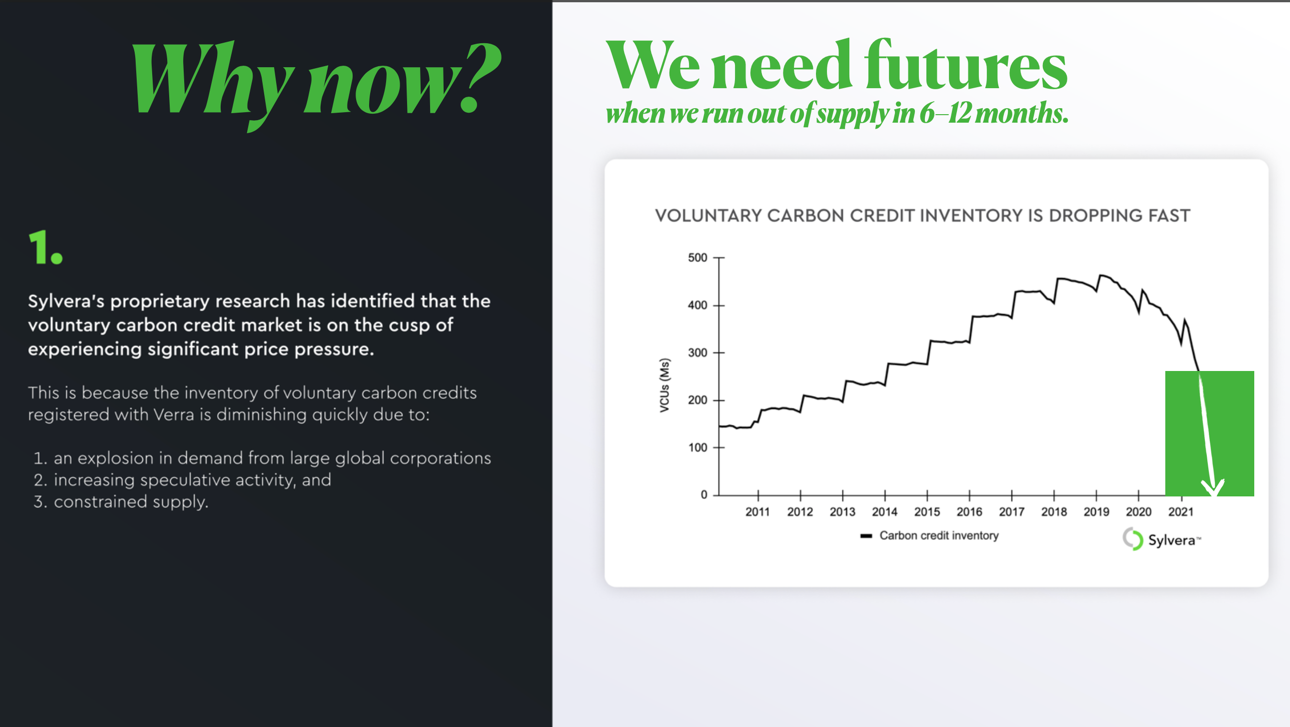 Why now?
1.
Sylvera's proprietary research has identified that the
voluntary carbon credit market is on the cusp of
experiencing significant price pressure.
This is because the inventory of voluntary carbon credits
registered with Verra is diminishing quickly due to:
1. an explosion in demand from large global corporations
2. increasing speculative activity, and
3. constrained supply.
We need futures
when we run out of supply in 6–12 months.
VOLUNTARY CARBON CREDIT INVENTORY IS DROPPING FAST
VCUs (Ms)
500
400
300
200
100
0
2011 2012 2013 2014 2015 2016 2017 2018 2019 2020 2021
Carbon credit inventory
Sylvera™